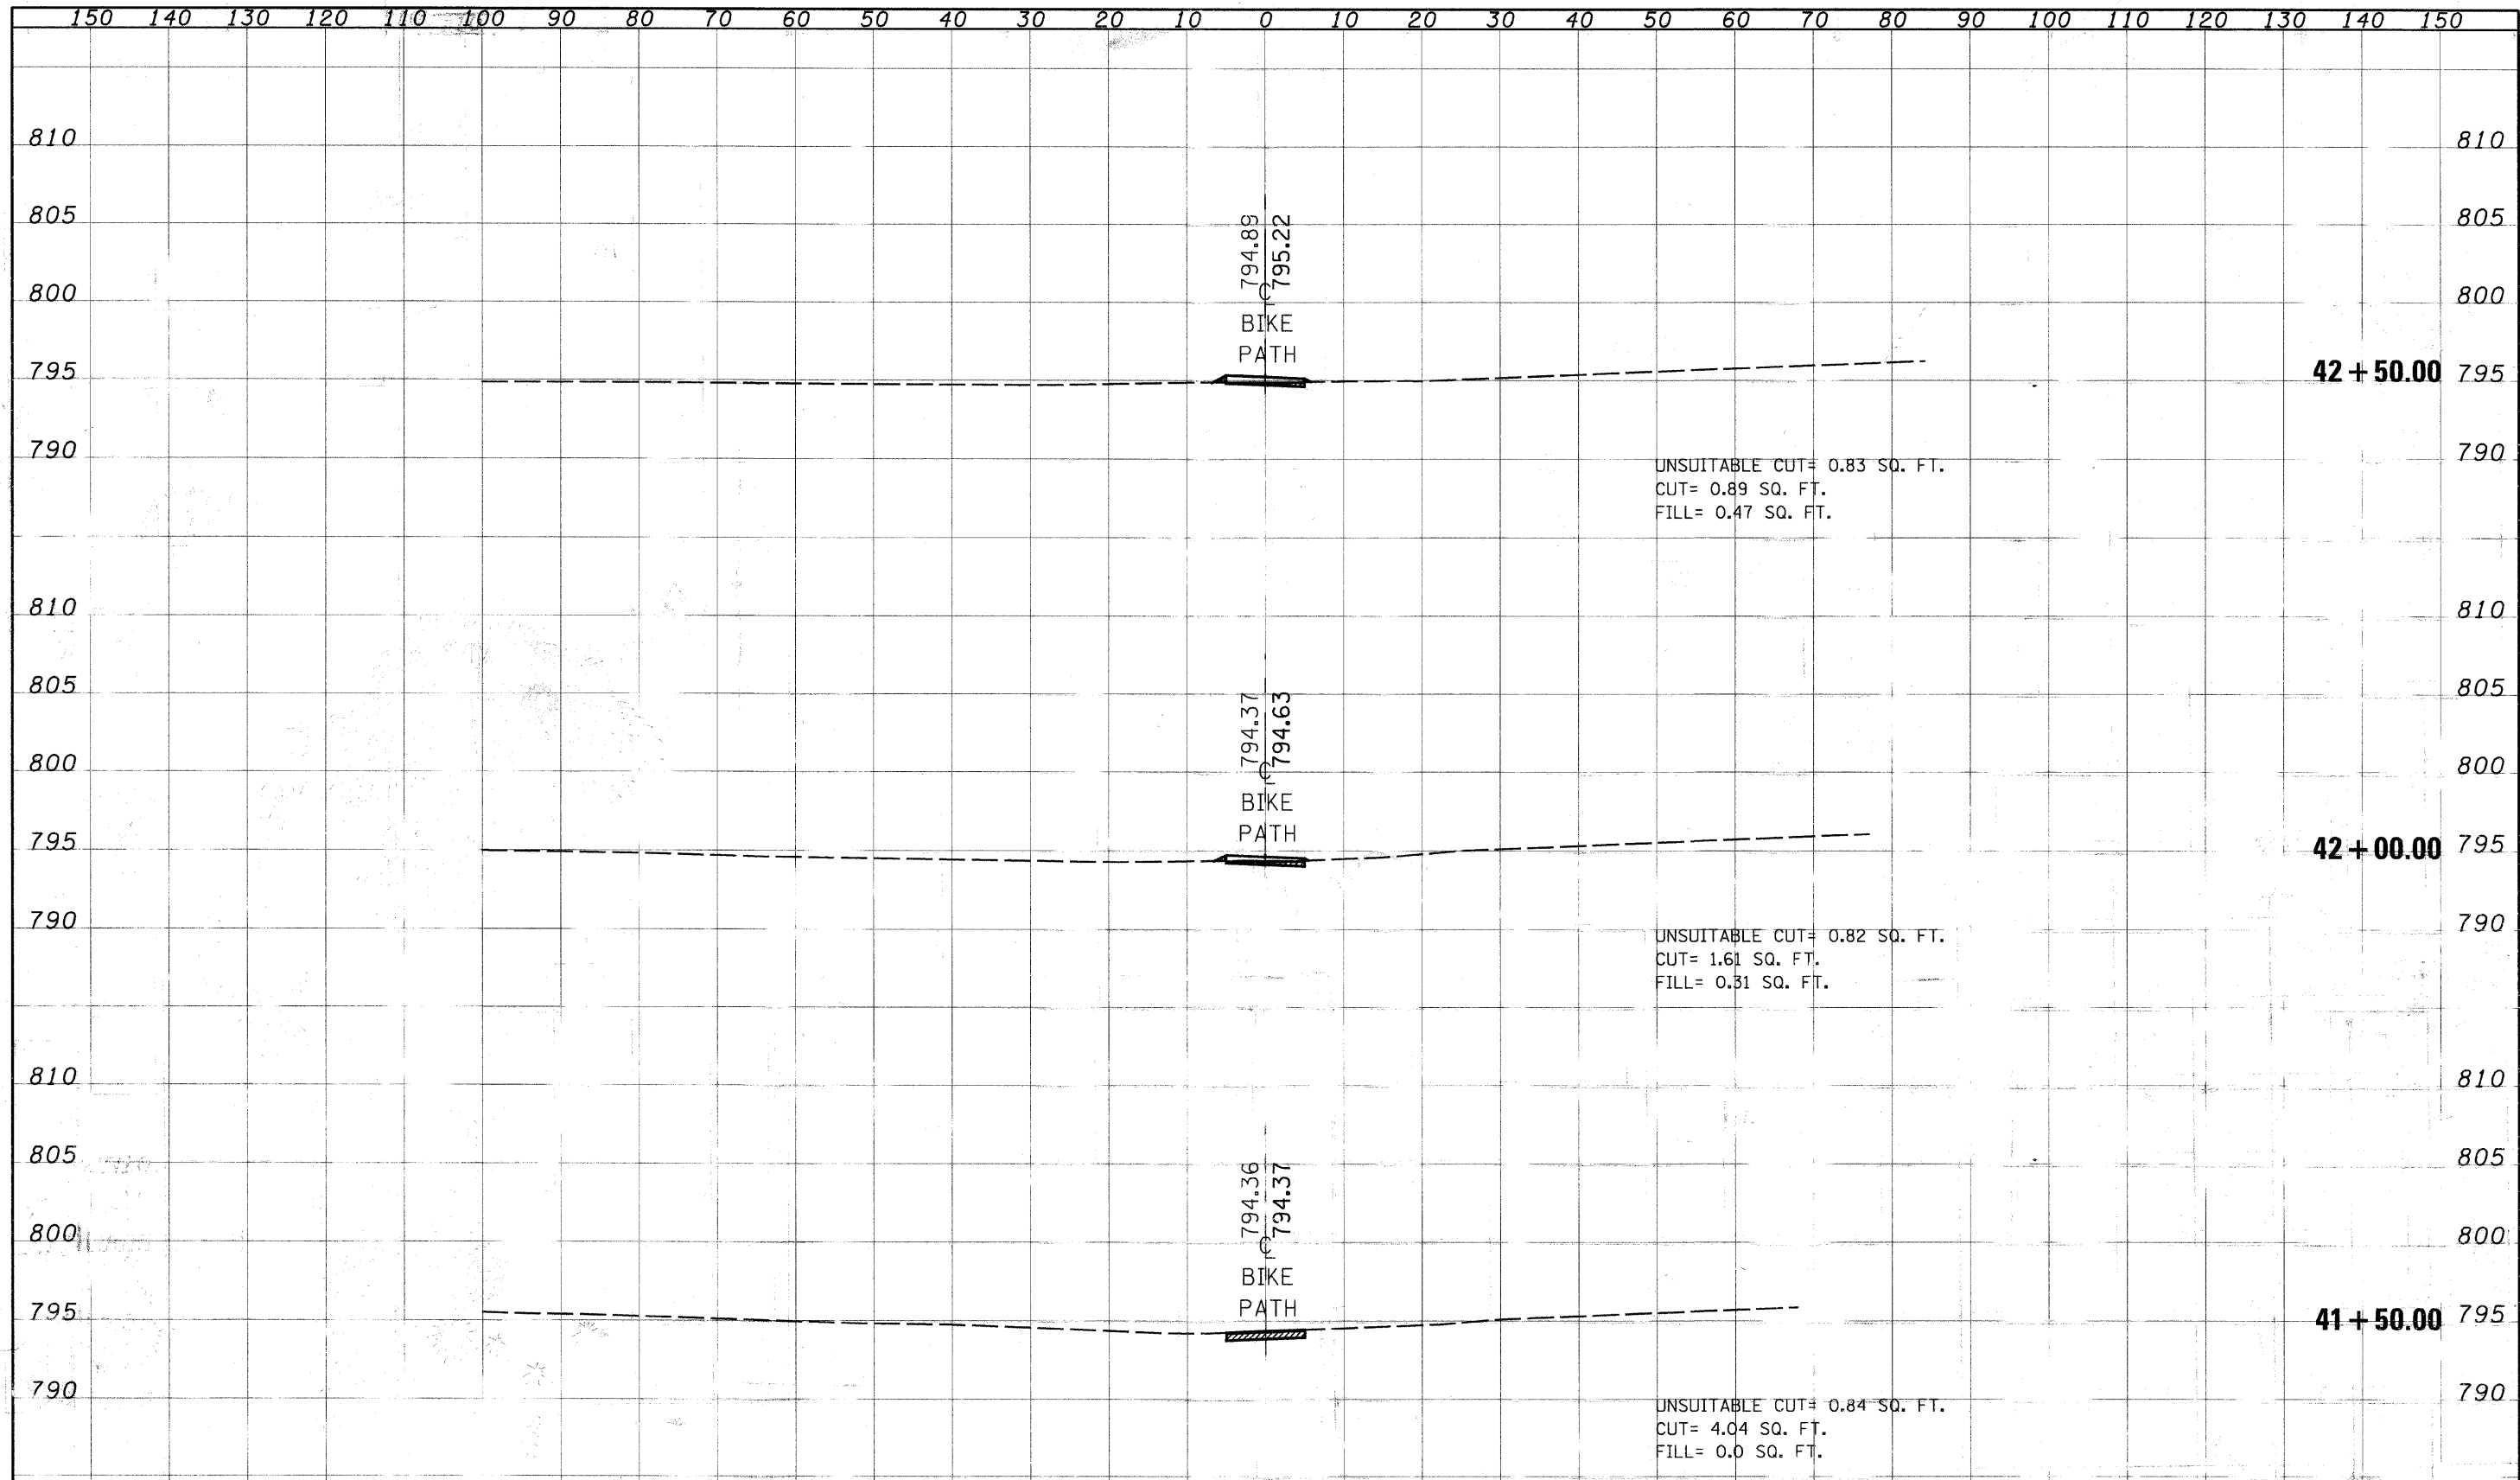 150 140 130 120 110 100 90 80 70 60 50 40 30 20 10 0 10 20 30 40 50 60 70 80 90 100 110 120 130 140 150
810 810
805 805
794.89
795.22
800 800
℄
BIKE
PATH
795 42+50.00 795
790 790
UNSUITABLE CUT= 0.83 SQ. FT.
CUT= 0.89 SQ. FT.
FILL= 0.47 SQ. FT.
810 810
805 805
794.37
794.63
800 800
℄
BIKE
PATH
795 42+00.00 795
790 790
UNSUITABLE CUT= 0.82 SQ. FT.
CUT= 1.61 SQ. FT.
FILL= 0.31 SQ. FT.
810 810
805 805
794.36
794.37
800 800
℄
BIKE
PATH
795 41+50.00 795
790 790
UNSUITABLE CUT= 0.84 SQ. FT.
CUT= 4.04 SQ. FT.
FILL= 0.0 SQ. FT.